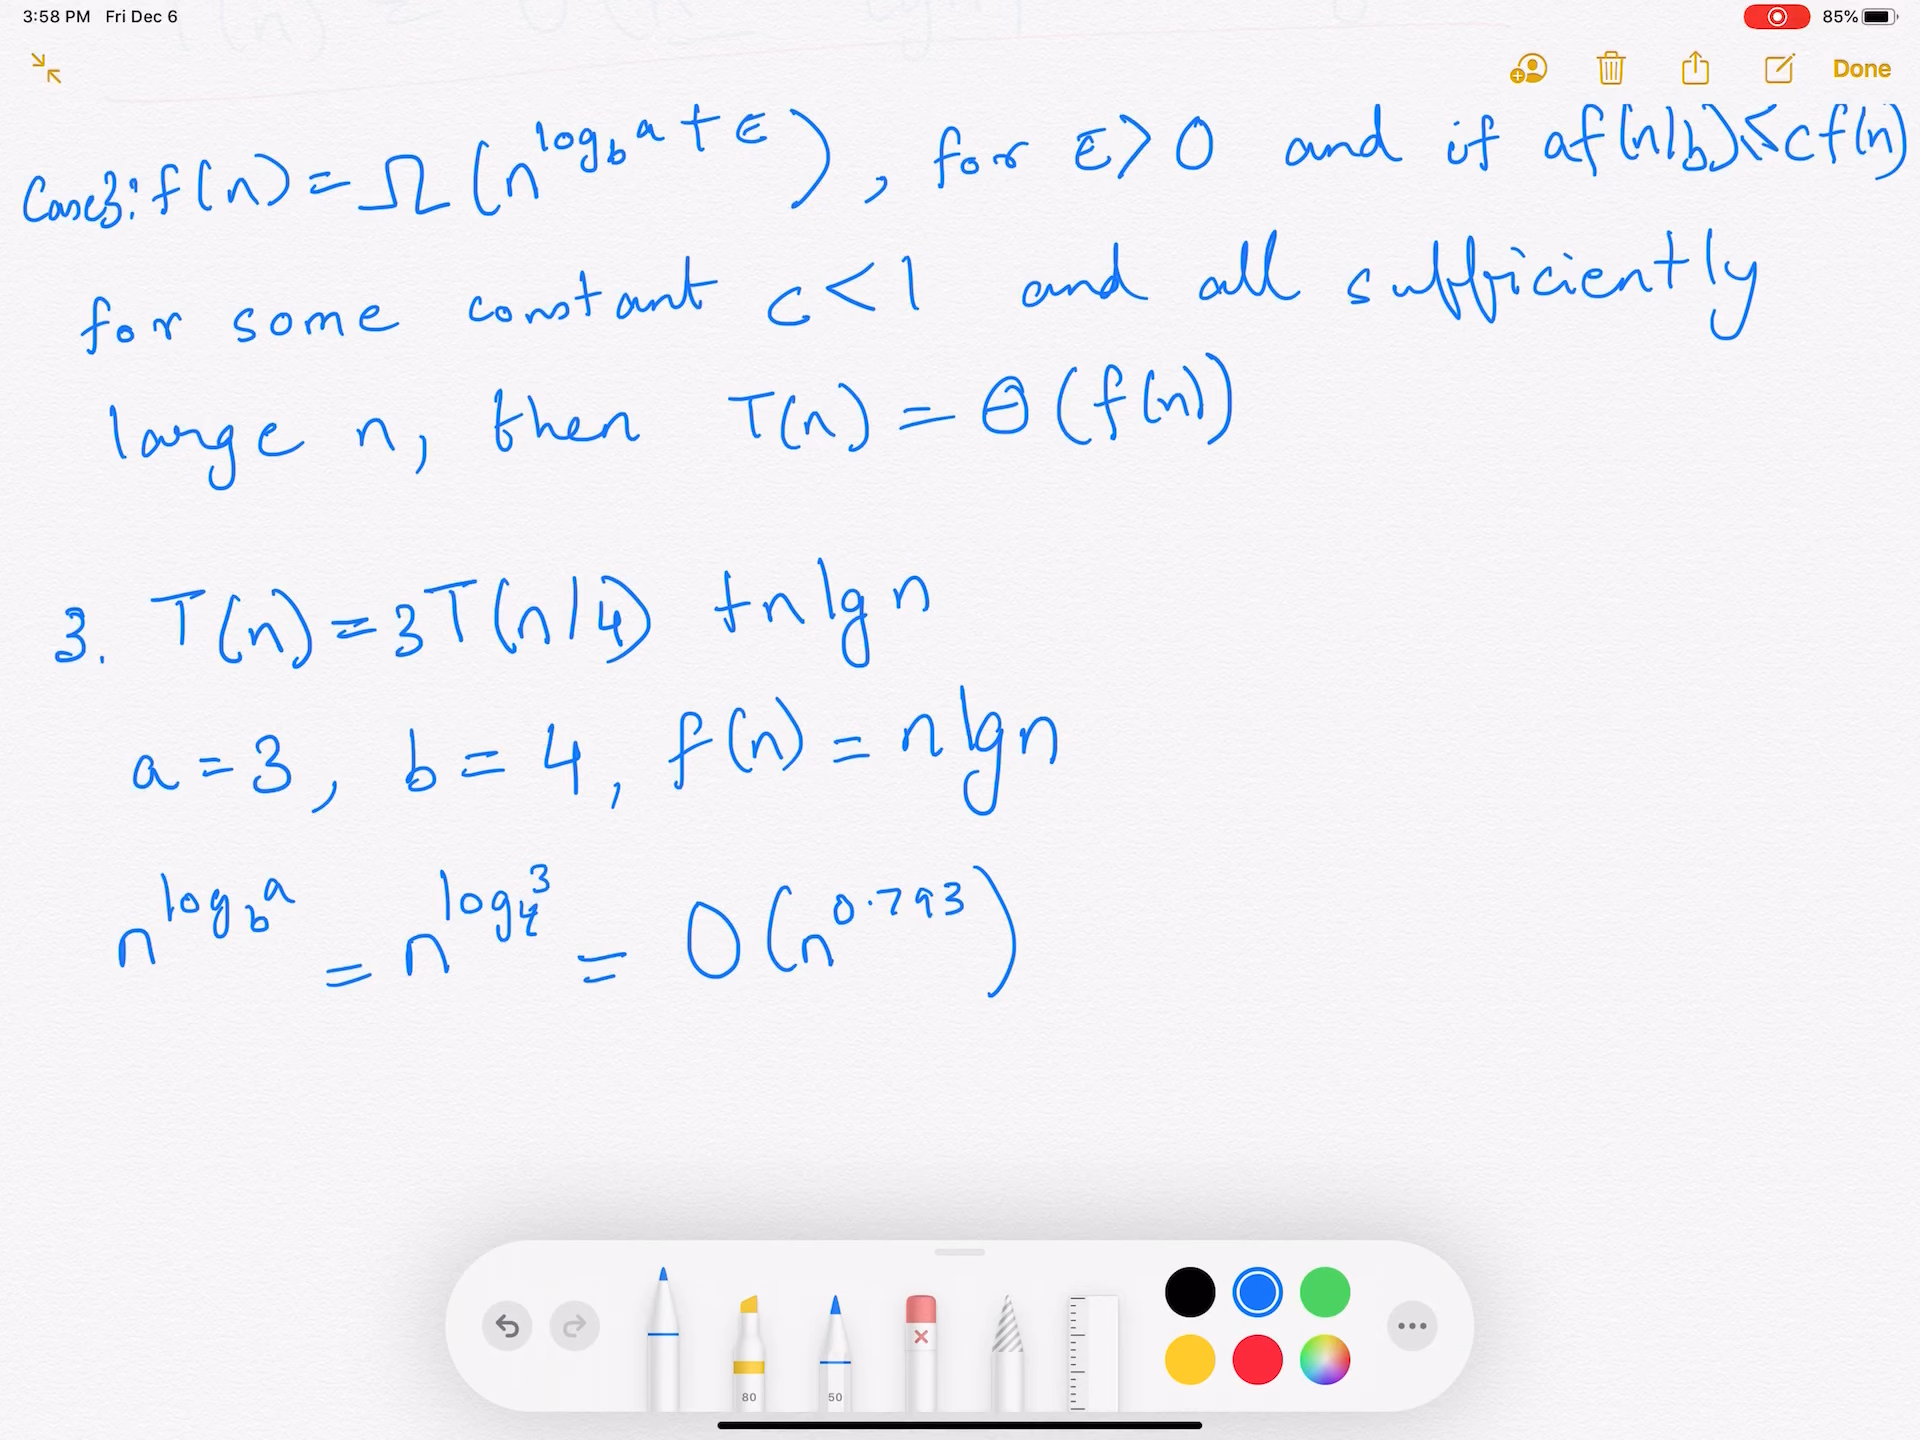 3:58 PM Fri Dec 6
85%
Done
Case3: f(n) = Ω(n^(log_b a + ε)), for ε > 0 and if af(n/b) ≤ cf(n)
for some constant c < 1 and all sufficiently
large n, then T(n) = Θ(f(n))
3. T(n) = 3T(n/4) + n lg n
a = 3, b = 4, f(n) = n lg n
n^(log_b a) = n^(log_4 3) = O(n^0.793)
80
50